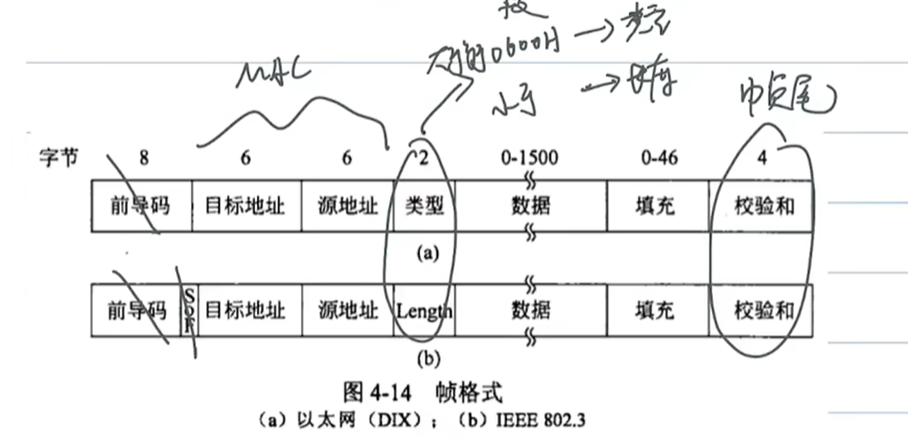 MAC
大于等于0600H → 类型
小于 → 长度
帧尾
字节 8 6 6 2 0-1500 0-46 4
前导码 目标地址 源地址 类型 数据 填充 校验和
(a)
前导码 SoF 目标地址 源地址 Length 数据 填充 校验和
(b)
图 4-14 帧格式
(a)以太网(DIX); (b)IEEE 802.3